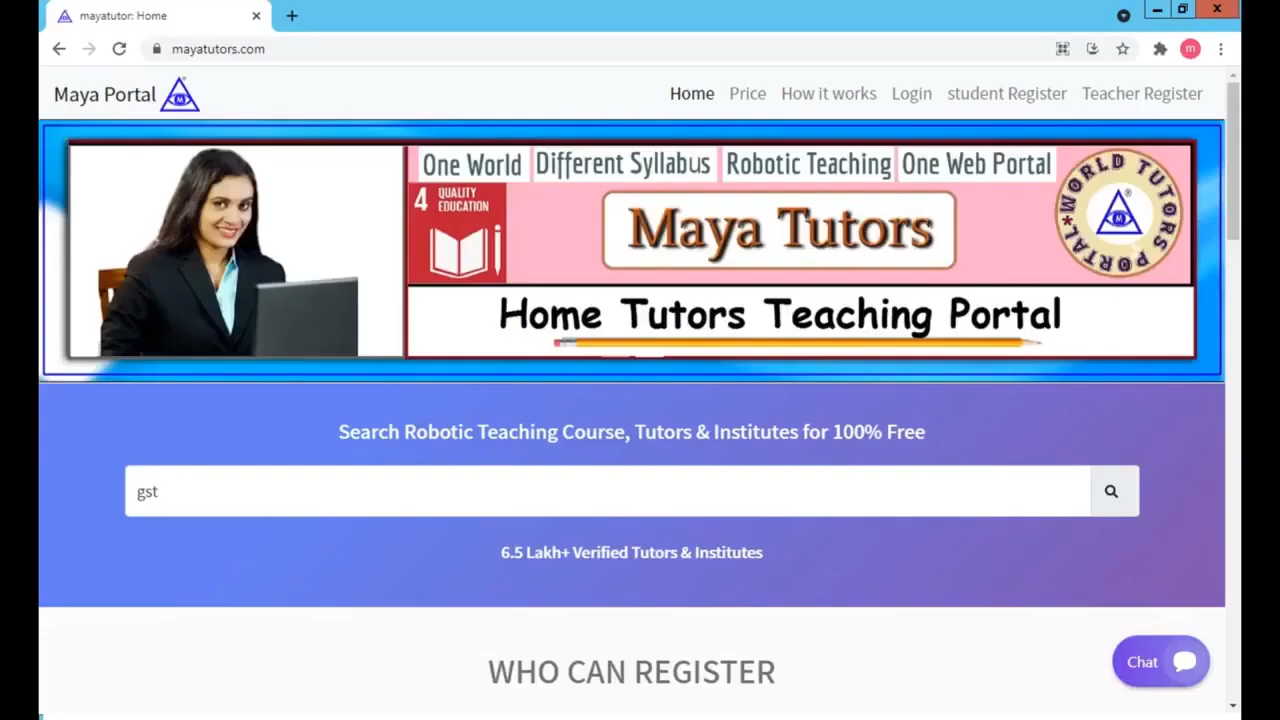 mayatutor: Home
mayatutors.com
m
Maya Portal M
Home Price How it works Login student Register Teacher Register
One World Different Syllabus Robotic Teaching One Web Portal
4 QUALITY EDUCATION
Maya Tutors
WORLD TUTORS PORTAL*
M
Home Tutors Teaching Portal
Search Robotic Teaching Course, Tutors & Institutes for 100% Free
gst
6.5 Lakh+ Verified Tutors & Institutes
WHO CAN REGISTER
Chat